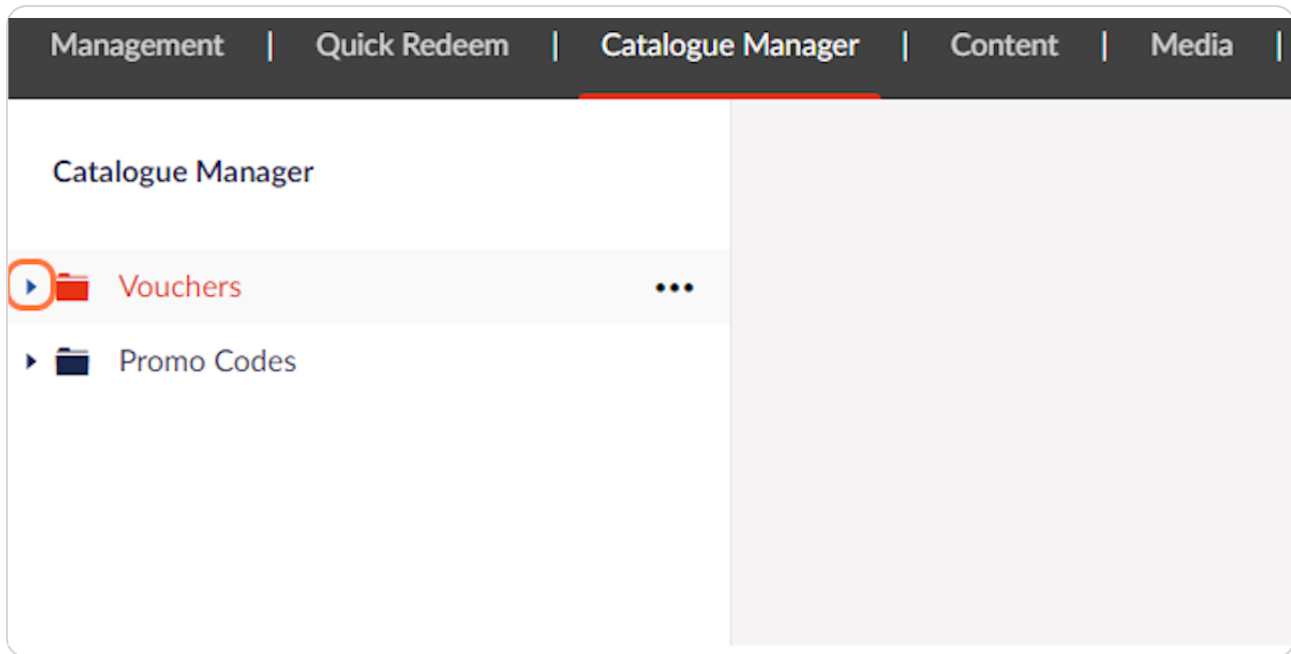 Management | Quick Redeem | Catalogue Manager | Content | Media |
Catalogue Manager
Vouchers
Promo Codes